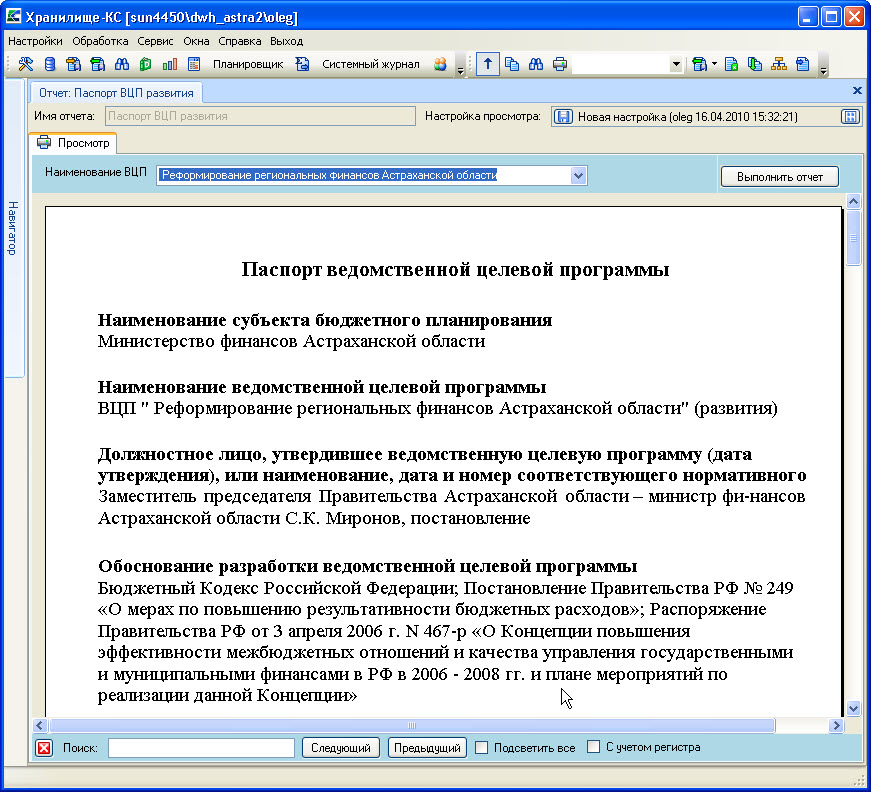 Хранилище-КС [sun4450\dwh_astra2\oleg]
Настройки Обработка Сервис Окна Справка Выход
Планировщик Системный журнал
Отчет: Паспорт ВЦП развития
Имя отчета: Паспорт ВЦП развития Настройка просмотра: Новая настройка (oleg 16.04.2010 15:32:21)
Просмотр
Наименование ВЦП Реформирование региональных финансов Астраханской области Выполнить отчет
Навигатор
Паспорт ведомственной целевой программы
Наименование субъекта бюджетного планирования
Министерство финансов Астраханской области
Наименование ведомственной целевой программы
ВЦП " Реформирование региональных финансов Астраханской области" (развития)
Должностное лицо, утвердившее ведомственную целевую программу (дата
утверждения), или наименование, дата и номер соответствующего нормативного
Заместитель председателя Правительства Астраханской области – министр фи-нансов
Астраханской области С.К. Миронов, постановление
Обоснование разработки ведомственной целевой программы
Бюджетный Кодекс Российской Федерации; Постановление Правительства РФ № 249
«О мерах по повышению результативности бюджетных расходов»; Распоряжение
Правительства РФ от 3 апреля 2006 г. N 467-р «О Концепции повышения
эффективности межбюджетных отношений и качества управления государственными
и муниципальными финансами в РФ в 2006 - 2008 гг. и плане мероприятий по
реализации данной Концепции»
Поиск: Следующий Предыдущий Подсветить все С учетом регистра